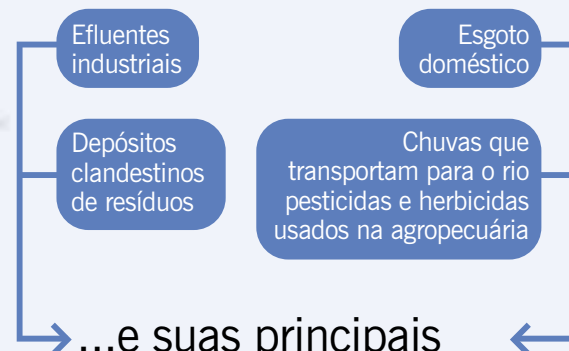 Efluentes
industriais
Esgoto
doméstico
Depósitos
clandestinos
de resíduos
Chuvas que
transportam para o rio
pesticidas e herbicidas
usados na agropecuária
...e suas principais